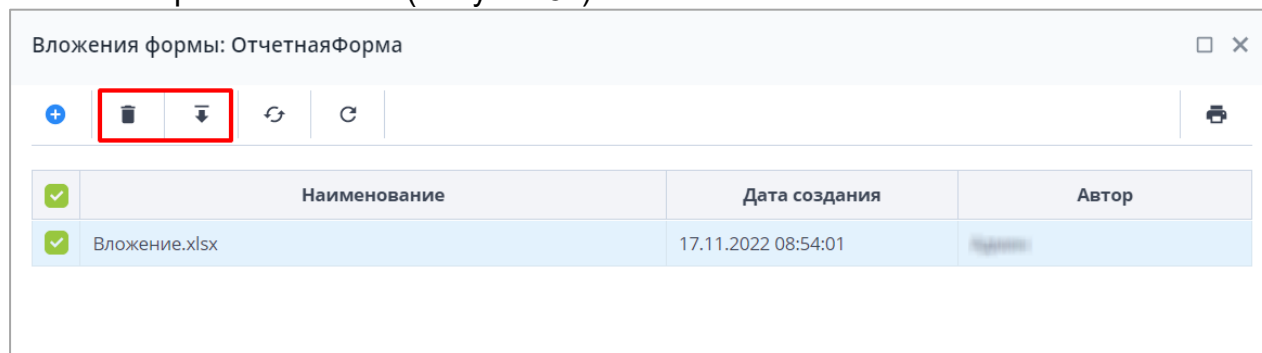 Вложения формы: ОтчетнаяФорма
Наименование Дата создания Автор
Вложение.xlsx 17.11.2022 08:54:01